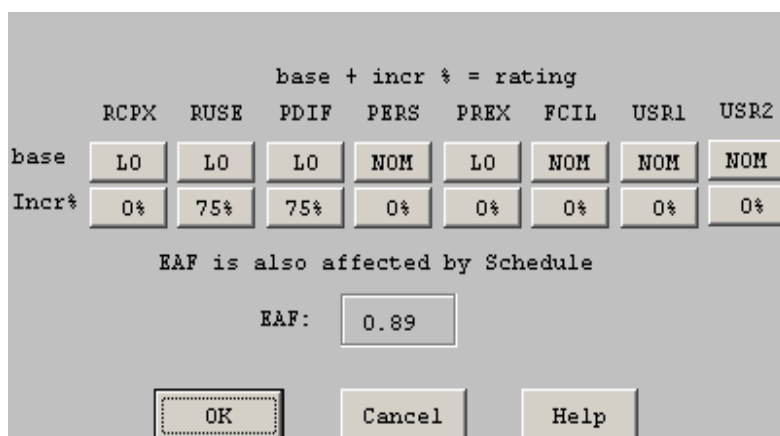 base + incr % = rating
RCPX RUSE PDIF PERS PREX FCIL USR1 USR2
base LO LO LO NOM LO NOM NOM NOM
Incr% 0% 75% 75% 0% 0% 0% 0% 0%
EAF is also affected by Schedule
EAF: 0.89
OK Cancel Help